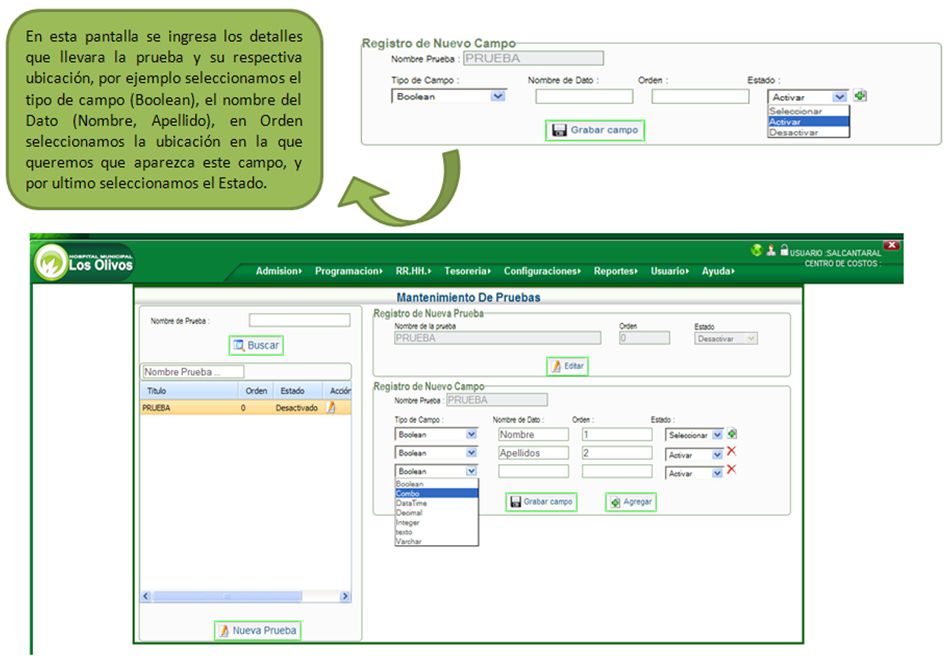 En esta pantalla se ingresa los detalles
que llevara la prueba y su respectiva
ubicación, por ejemplo seleccionamos el
tipo de campo (Boolean), el nombre del
Dato (Nombre, Apellido), en Orden
seleccionamos la ubicación en la que
queremos que aparezca este campo, y
por ultimo seleccionamos el Estado.
Registro de Nuevo Campo
Nombre Prueba : PRUEBA
Tipo de Campo : Nombre de Dato : Orden : Estado :
Boolean Activar
Seleccionar
Activar
Desactivar
Grabar campo
HOSPITAL MUNICIPAL
Los Olivos
USUARIO :SALCANTARAL
CENTRO DE COSTOS :
Admision Programacion RR.HH. Tesoreria Configuraciones Reportes Usuario Ayuda
Mantenimiento De Pruebas
Nombre de Prueba :
Buscar
Nombre Prueba ...
Titulo Orden Estado Acción
PRUEBA 0 Desactivado
Nueva Prueba
Registro de Nueva Prueba
Nombre de la prueba Orden Estado
PRUEBA 0 Desactivar
Editar
Registro de Nuevo Campo
Nombre Prueba : PRUEBA
Tipo de Campo : Nombre de Dato : Orden : Estado :
Boolean Nombre 1 Seleccionar
Boolean Apellidos 2 Activar
Boolean Activar
Boolean
Combo
DataTime
Decimal
Integer
texto
Varchar
Grabar campo Agregar